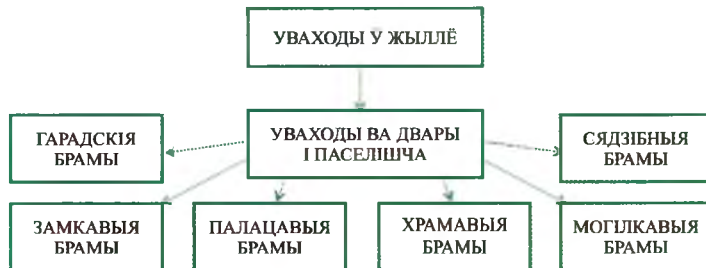 УВАХОДЫ Ў ЖЫЛЛЁ
ГАРАДСКІЯ
БРАМЫ
УВАХОДЫ ВА ДВАРЫ
І ПАСЕЛІШЧА
СЯДЗІБНЫЯ
БРАМЫ
ЗАМКАВЫЯ
БРАМЫ
ПАЛАЦАВЫЯ
БРАМЫ
ХРАМАВЫЯ
БРАМЫ
МОГІЛКАВЫЯ
БРАМЫ